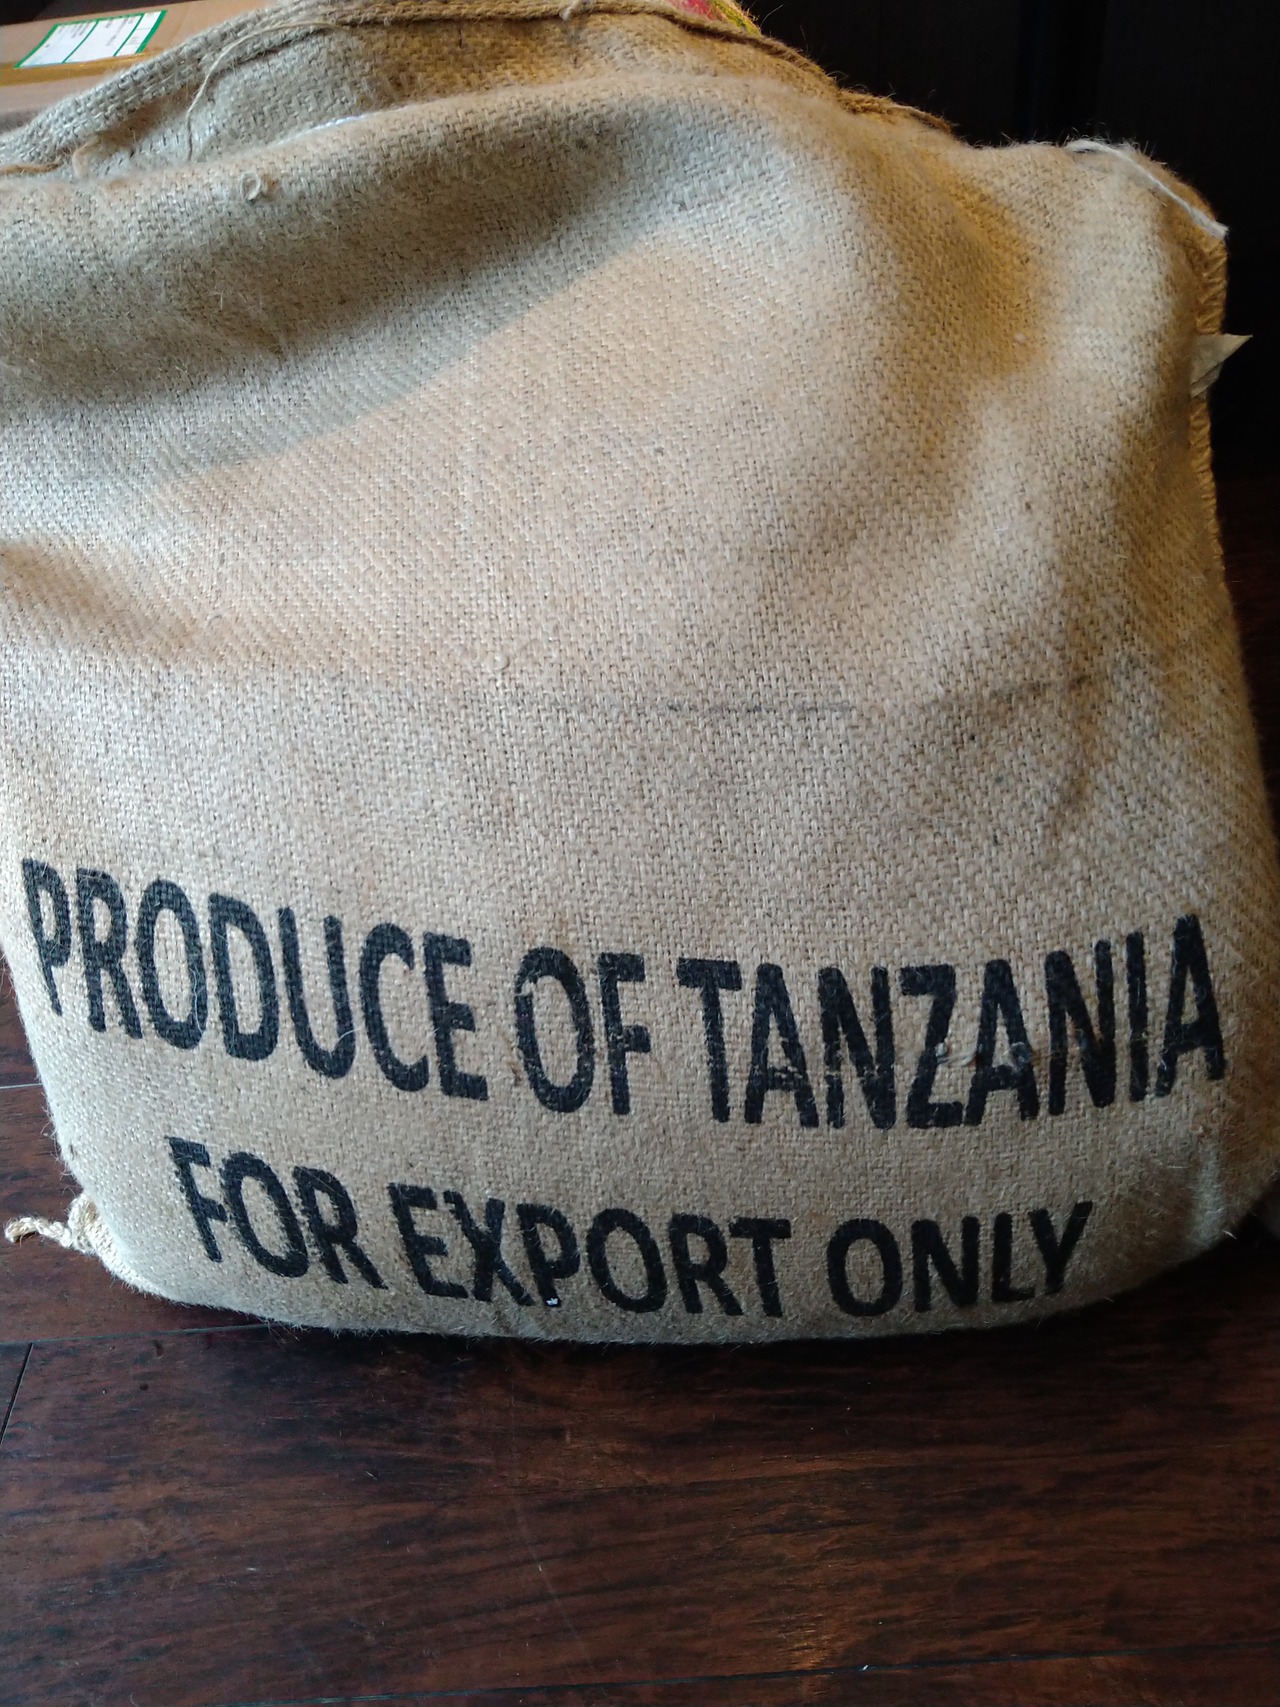 PRODUCE OF TANZANIA
FOR EXPORT ONLY